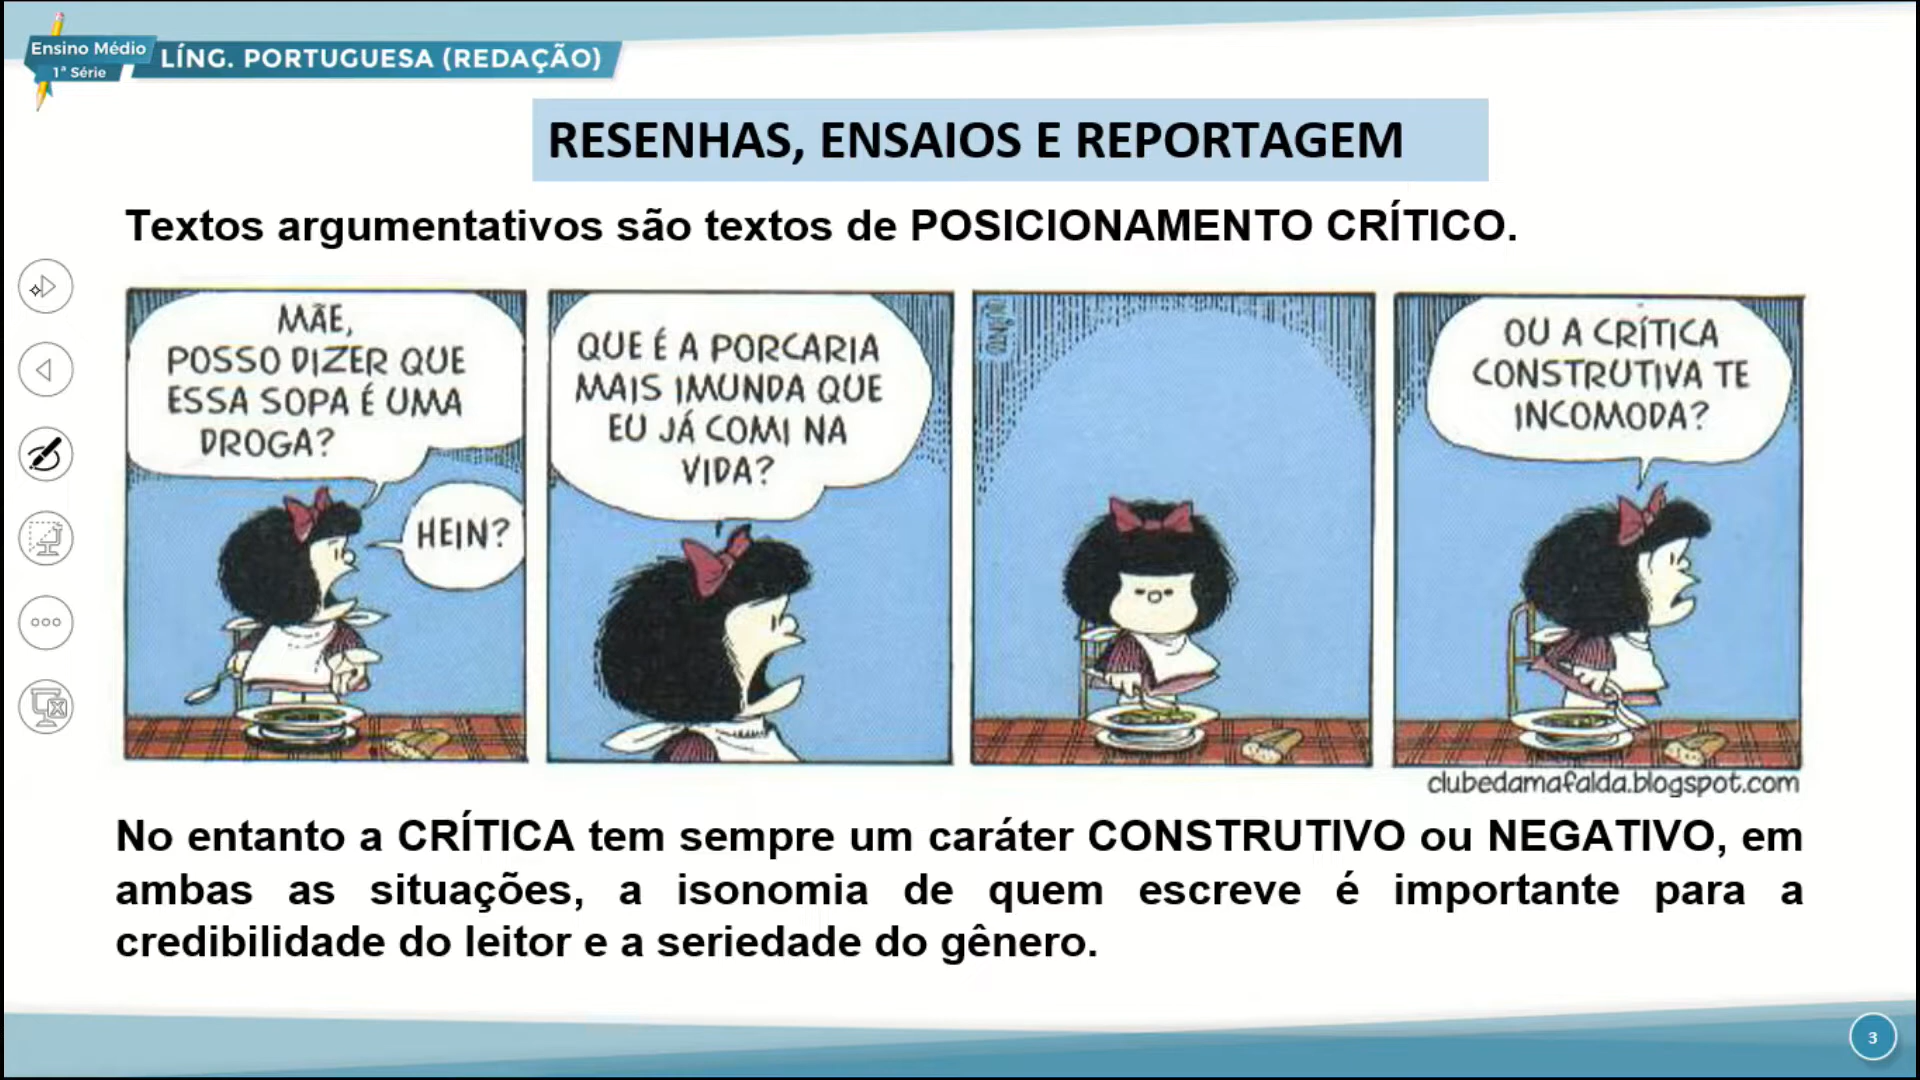 Ensino Médio
1ª Série
LÍNG. PORTUGUESA (REDAÇÃO)
RESENHAS, ENSAIOS E REPORTAGEM
Textos argumentativos são textos de POSICIONAMENTO CRÍTICO.
MÃE,
POSSO DIZER QUE
ESSA SOPA É UMA
DROGA?
HEIN?
QUE É A PORCARIA
MAIS IMUNDA QUE
EU JÁ COMI NA
VIDA?
QUINO
OU A CRÍTICA
CONSTRUTIVA TE
INCOMODA?
clubedamafalda.blogspot.com
No entanto a CRÍTICA tem sempre um caráter CONSTRUTIVO ou NEGATIVO, em
ambas as situações, a isonomia de quem escreve é importante para a
credibilidade do leitor e a seriedade do gênero.
3